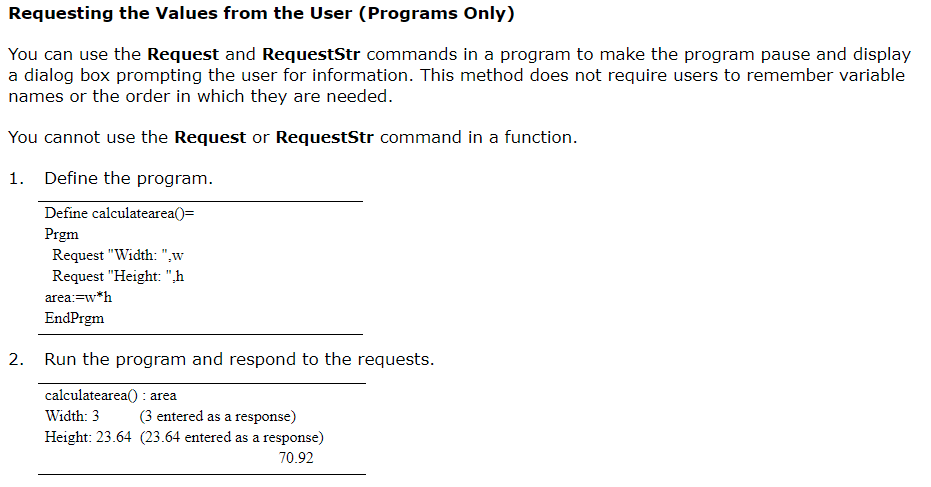 Requesting the Values from the User (Programs Only)
You can use the Request and RequestStr commands in a program to make the program pause and display
a dialog box prompting the user for information. This method does not require users to remember variable
names or the order in which they are needed.
You cannot use the Request or RequestStr command in a function.
1. Define the program.
Define calculatearea()=
Prgm
Request "Width: ",w
Request "Height: ",h
area:=w*h
EndPrgm
2. Run the program and respond to the requests.
calculatearea() : area
Width: 3 (3 entered as a response)
Height: 23.64 (23.64 entered as a response)
70.92